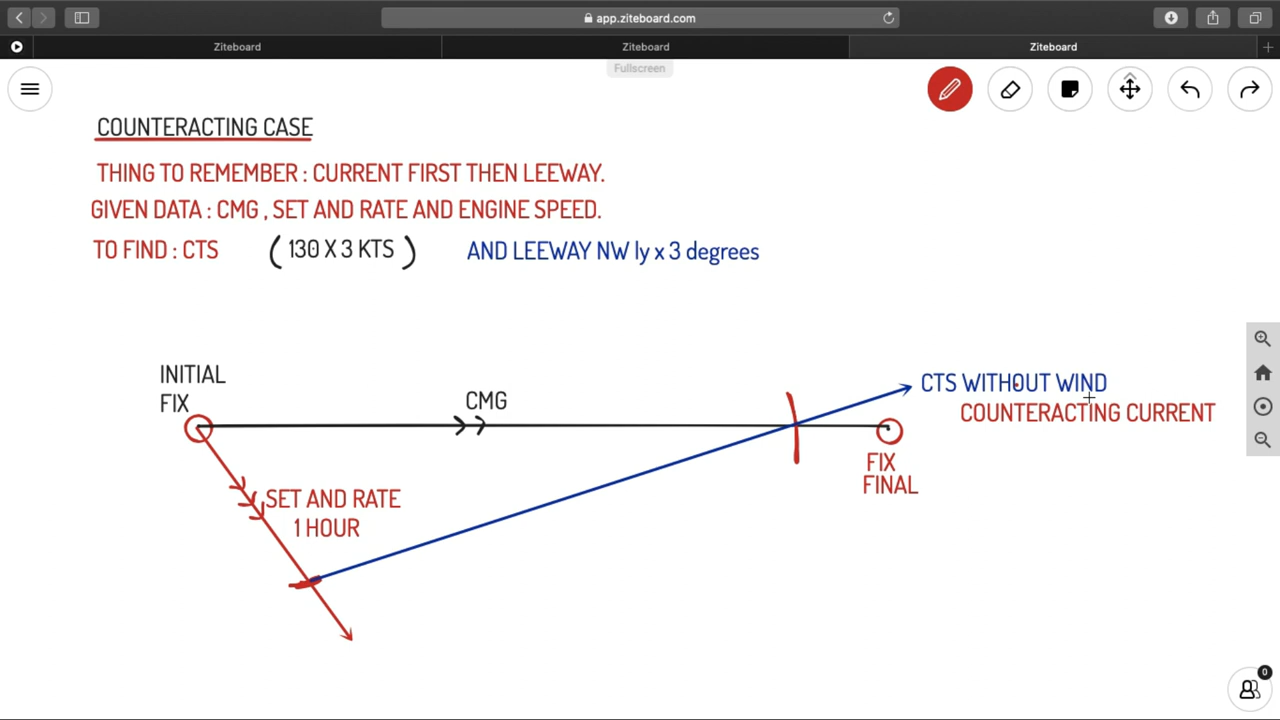 app.ziteboard.com
Ziteboard
Ziteboard
Ziteboard
Fullscreen
COUNTERACTING CASE
THING TO REMEMBER : CURRENT FIRST THEN LEEWAY.
GIVEN DATA : CMG , SET AND RATE AND ENGINE SPEED.
TO FIND : CTS ( 130 X 3 KTS ) AND LEEWAY NW ly x 3 degrees
INITIAL
FIX
CMG
CTS WITHOUT WIND
COUNTERACTING CURRENT
FIX
FINAL
SET AND RATE
1 HOUR
0